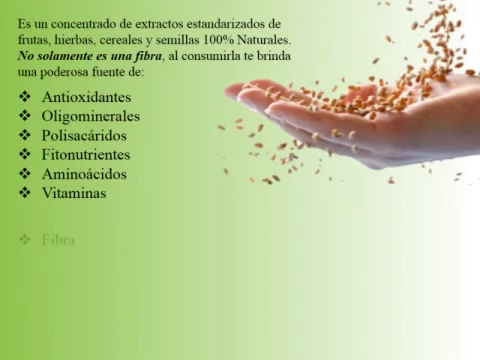 Es un concentrado de extractos estandarizados de
frutas, hierbas, cereales y semillas 100% Naturales.
No solamente es una fibra, al consumirla te brinda
una poderosa fuente de:
❖ Antioxidantes
❖ Oligominerales
❖ Polisacáridos
❖ Fitonutrientes
❖ Aminoácidos
❖ Vitaminas
❖ Fibra